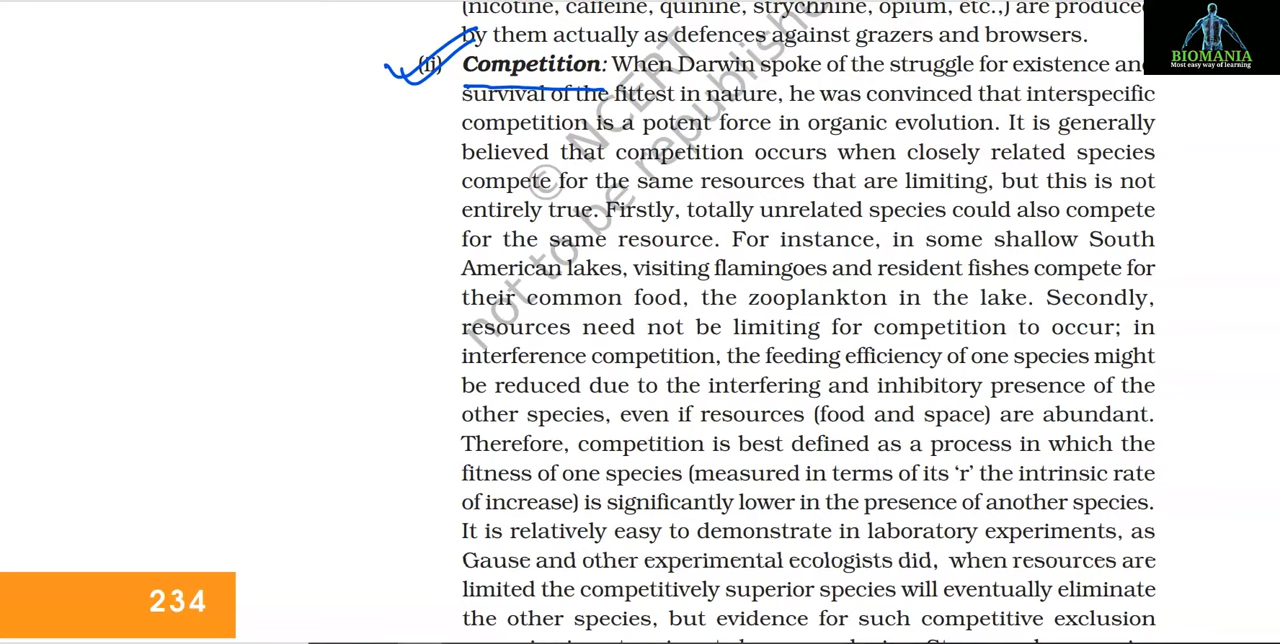 (nicotine, caffeine, quinine, strychnine, opium, etc.,) are produced
by them actually as defences against grazers and browsers.
(ii) Competition: When Darwin spoke of the struggle for existence and
survival of the fittest in nature, he was convinced that interspecific
competition is a potent force in organic evolution. It is generally
believed that competition occurs when closely related species
compete for the same resources that are limiting, but this is not
entirely true. Firstly, totally unrelated species could also compete
for the same resource. For instance, in some shallow South
American lakes, visiting flamingoes and resident fishes compete for
their common food, the zooplankton in the lake. Secondly,
resources need not be limiting for competition to occur; in
interference competition, the feeding efficiency of one species might
be reduced due to the interfering and inhibitory presence of the
other species, even if resources (food and space) are abundant.
Therefore, competition is best defined as a process in which the
fitness of one species (measured in terms of its ‘r’ the intrinsic rate
of increase) is significantly lower in the presence of another species.
It is relatively easy to demonstrate in laboratory experiments, as
Gause and other experimental ecologists did, when resources are
limited the competitively superior species will eventually eliminate
the other species, but evidence for such competitive exclusion
234
BIOMANIA
Most easy way of learning
© NCERT
not to be republishe